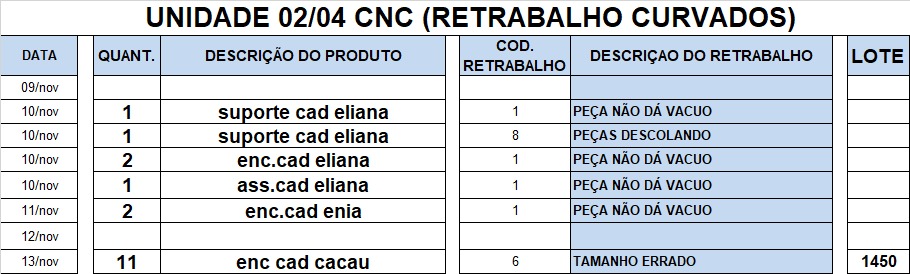 UNIDADE 02/04 CNC (RETRABALHO CURVADOS)
DATA QUANT. DESCRIÇÃO DO PRODUTO COD. RETRABALHO DESCRIÇAO DO RETRABALHO LOTE
09/nov
10/nov 1 suporte cad eliana 1 PEÇA NÃO DÁ VACUO
10/nov 1 suporte cad eliana 8 PEÇAS DESCOLANDO
10/nov 2 enc.cad eliana 1 PEÇA NÃO DÁ VACUO
10/nov 1 ass.cad eliana 1 PEÇA NÃO DÁ VACUO
11/nov 2 enc.cad enia 1 PEÇA NÃO DÁ VACUO
12/nov
13/nov 11 enc cad cacau 6 TAMANHO ERRADO 1450